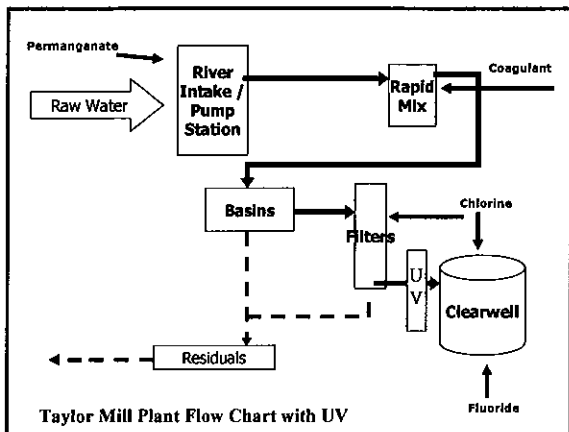 Permanganate
Raw Water
River
Intake /
Pump
Station
Rapid
Mix
Coagulant
Basins
Filters
Chlorine
U
V
Clearwell
Residuals
Fluoride
Taylor Mill Plant Flow Chart with UV